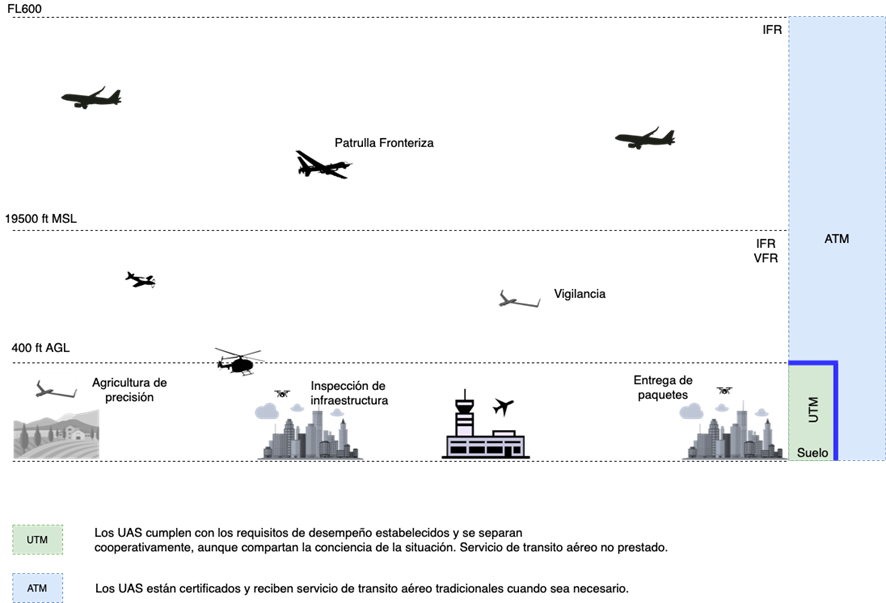 FL600
IFR
Patrulla Fronteriza
19500 ft MSL
IFR
VFR
ATM
Vigilancia
400 ft AGL
Agricultura de
precisión
Inspección de
infraestructura
Entrega de
paquetes
UTM
Suelo
UTM
Los UAS cumplen con los requisitos de desempeño estabelecidos y se separan
cooperativamente, aunque compartan la conciencia de la situación. Servicio de transito aéreo no prestado.
ATM
Los UAS están certificados y reciben servicio de transito aéreo tradicionales cuando sea necesario.